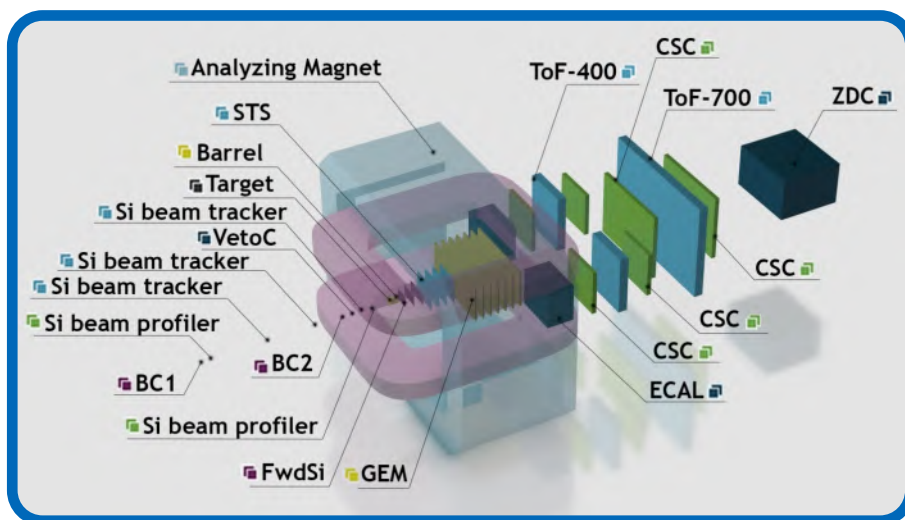 CSC
Analyzing Magnet
ToF-400
ToF-700
ZDC
STS
Barrel
Target
Si beam tracker
VetoC
Si beam tracker
CSC
Si beam tracker
Si beam profiler
CSC
CSC
BC2
BC1
ECAL
Si beam profiler
FwdSi
GEM